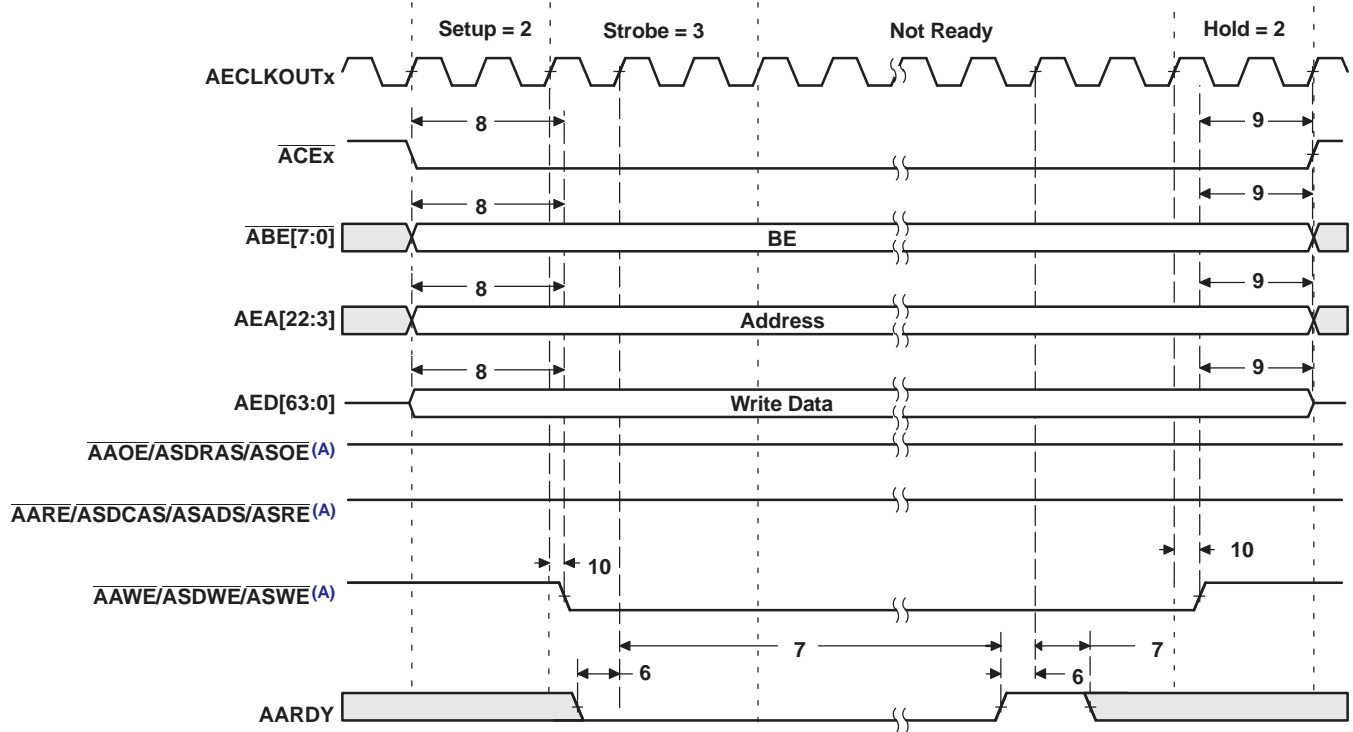 Setup = 2 Strobe = 3 Not Ready Hold = 2
AECLKOUTx
8 9
ACEx
8 9
ABE[7:0] BE
8 9
AEA[22:3] Address
8 9
AED[63:0] Write Data
AAOE/ASDRAS/ASOE(A)
AARE/ASDCAS/ASADS/ASRE(A)
10 10
AAWE/ASDWE/ASWE(A)
7 7
6 6
AARDY